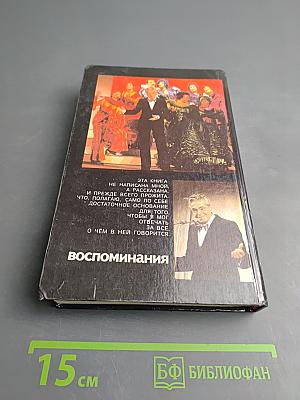 ЭТА КНИГА
НЕ НАПИСАНА МНОЙ,
А РАССКАЗАНА.
И ПРЕЖДЕ ВСЕГО ПРОЖИТА,
ЧТО, ПОЛАГАЮ, САМО ПО СЕБЕ
ДОСТАТОЧНОЕ ОСНОВАНИЕ
ДЛЯ ТОГО,
ЧТОБЫ Я МОГ
ОТВЕЧАТЬ
ЗА ВСЁ,
О ЧЁМ В НЕЙ ГОВОРИТСЯ.
ВОСПОМИНАНИЯ
15 см
БФ БИБЛИОФАН